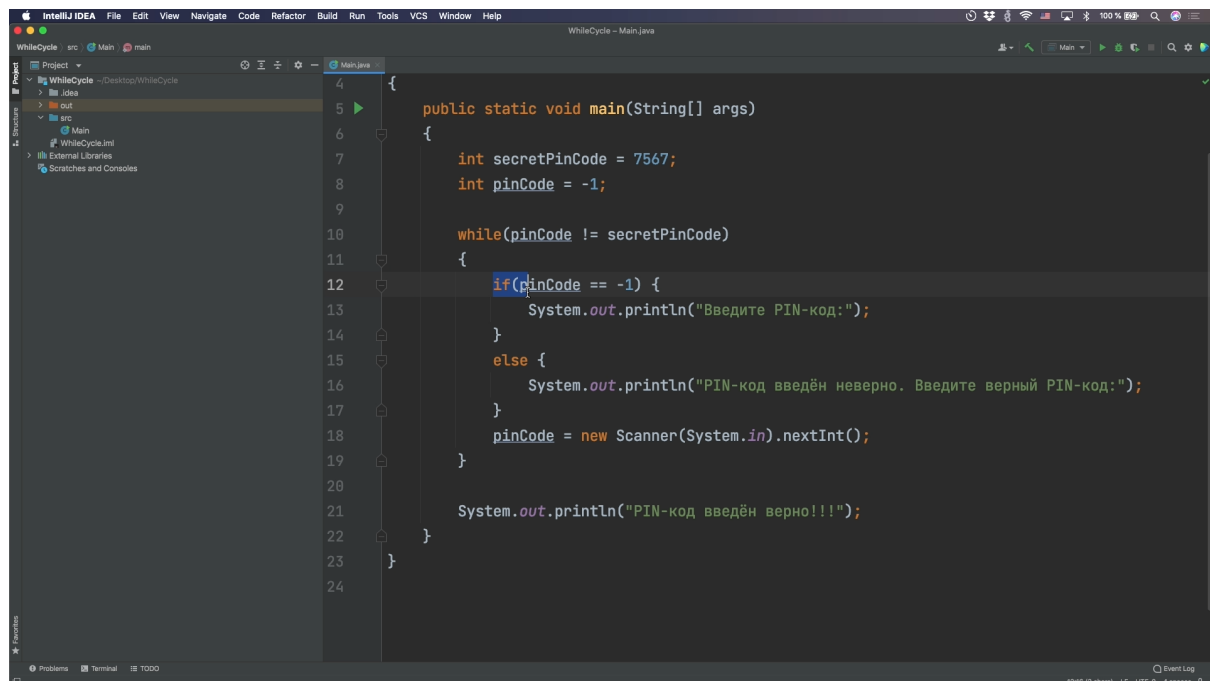 IntelliJ IDEA File Edit View Navigate Code Refactor Build Run Tools VCS Window Help 100 %
WhileCycle – Main.java
WhileCycle src Main main Main
Project Main.java
WhileCycle ~/Desktop/WhileCycle
.idea
out
src
Main
WhileCycle.iml
External Libraries
Scratches and Consoles
Project
Structure
Favorites
4 {
5 public static void main(String[] args)
6 {
7 int secretPinCode = 7567;
8 int pinCode = -1;
9
10 while(pinCode != secretPinCode)
11 {
12 if(pinCode == -1) {
13 System.out.println("Введите PIN-код:");
14 }
15 else {
16 System.out.println("PIN-код введён неверно. Введите верный PIN-код:");
17 }
18 pinCode = new Scanner(System.in).nextInt();
19 }
20
21 System.out.println("PIN-код введён верно!!!");
22 }
23 }
24
Problems Terminal TODO Event Log